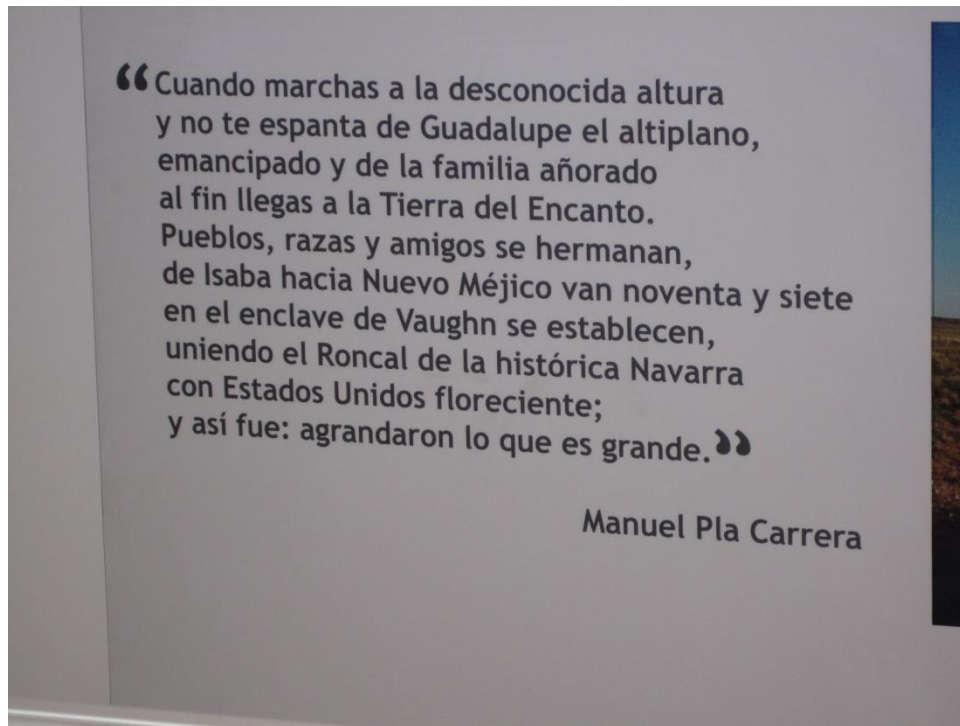 “Cuando marchas a la desconocida altura
y no te espanta de Guadalupe el altiplano,
emancipado y de la familia añorado
al fin llegas a la Tierra del Encanto.
Pueblos, razas y amigos se hermanan,
de Isaba hacia Nuevo Méjico van noventa y siete
en el enclave de Vaughn se establecen,
uniendo el Roncal de la histórica Navarra
con Estados Unidos floreciente;
y así fue: agrandaron lo que es grande.”
Manuel Pla Carrera